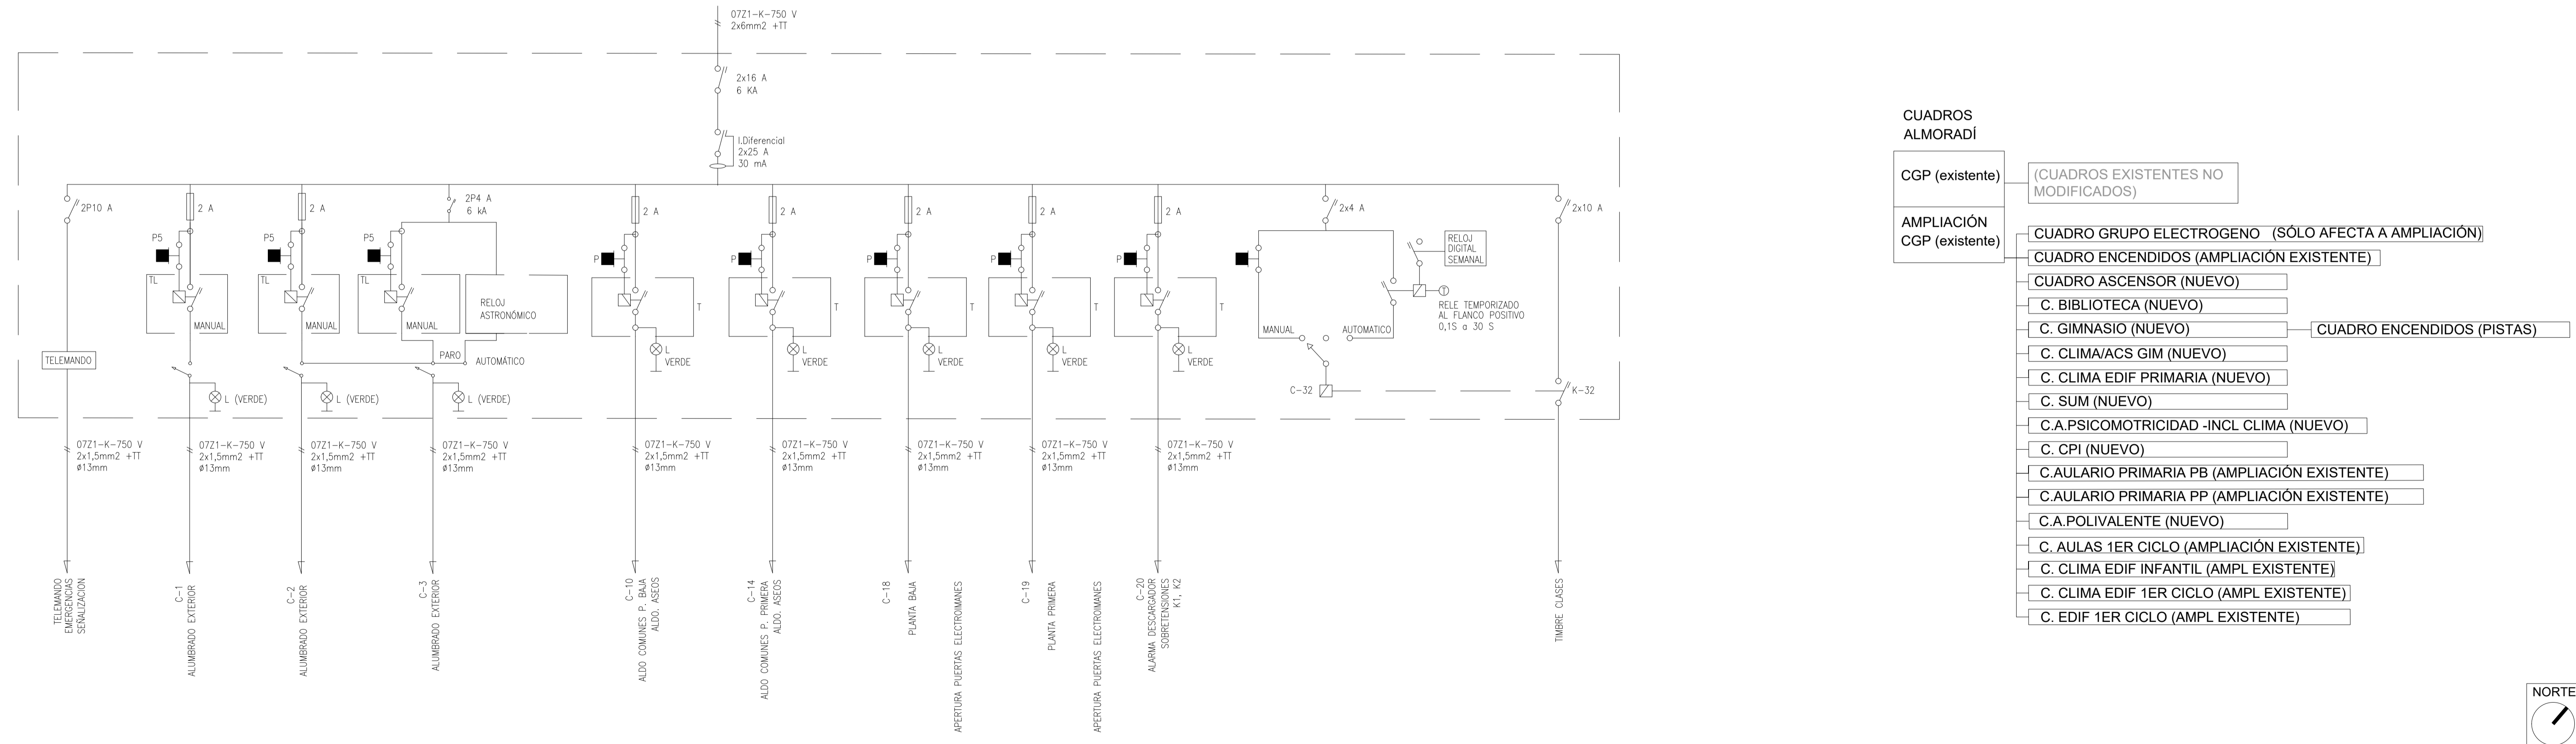 07Z1-K-750 V
2x6mm2 +TT
2x16 A
6 KA
I.Diferencial
2x25 A
30 mA
2P10 A
2 A
2 A
2P4 A
6 kA
2 A
2 A
2 A
2 A
2 A
2x4 A
2x10 A
P5
P5
P5
P
P
P
P
P
RELOJ
DIGITAL
SEMANAL
TL
TL
TL
RELOJ
ASTRONÓMICO
T
T
T
T
T
T
RELE TEMPORIZADO
AL FLANCO POSITIVO
0,1S a 30 S
MANUAL
MANUAL
MANUAL
MANUAL
AUTOMATICO
TELEMANDO
PARO
AUTOMÁTICO
L
VERDE
L
VERDE
L
VERDE
L
VERDE
L
VERDE
L (VERDE)
L (VERDE)
L (VERDE)
C-32
K-32
07Z1-K-750 V
2x1,5mm2 +TT
ø13mm
07Z1-K-750 V
2x1,5mm2 +TT
ø13mm
07Z1-K-750 V
2x1,5mm2 +TT
ø13mm
07Z1-K-750 V
2x1,5mm2 +TT
ø13mm
07Z1-K-750 V
2x1,5mm2 +TT
ø13mm
07Z1-K-750 V
2x1,5mm2 +TT
ø13mm
07Z1-K-750 V
2x1,5mm2 +TT
ø13mm
07Z1-K-750 V
2x1,5mm2 +TT
ø13mm
07Z1-K-750 V
2x1,5mm2 +TT
ø13mm
TELEMANDO
EMERGENCIAS
SEÑALIZACION
C-1
ALUMBRADO EXTERIOR
C-2
ALUMBRADO EXTERIOR
C-3
ALUMBRADO EXTERIOR
C-10
ALDO COMUNES P. BAJA
ALDO. ASEOS
C-14
ALDO COMUNES P. PRIMERA
ALDO. ASEOS
C-18
PLANTA BAJA
APERTURA PUERTAS ELECTROIMANES
C-19
PLANTA PRIMERA
APERTURA PUERTAS ELECTROIMANES
C-20
ALARMA DESCARGADOR
SOBRETENSIONES
K1, K2
TIMBRE CLASES
CUADROS
ALMORADÍ
CGP (existente)
(CUADROS EXISTENTES NO
MODIFICADOS)
AMPLIACIÓN
CGP (existente)
CUADRO GRUPO ELECTROGENO (SÓLO AFECTA A AMPLIACIÓN)
CUADRO ENCENDIDOS (AMPLIACIÓN EXISTENTE)
CUADRO ASCENSOR (NUEVO)
C. BIBLIOTECA (NUEVO)
C. GIMNASIO (NUEVO)
CUADRO ENCENDIDOS (PISTAS)
C. CLIMA/ACS GIM (NUEVO)
C. CLIMA EDIF PRIMARIA (NUEVO)
C. SUM (NUEVO)
C.A.PSICOMOTRICIDAD -INCL CLIMA (NUEVO)
C. CPI (NUEVO)
C.AULARIO PRIMARIA PB (AMPLIACIÓN EXISTENTE)
C.AULARIO PRIMARIA PP (AMPLIACIÓN EXISTENTE)
C.A.POLIVALENTE (NUEVO)
C. AULAS 1ER CICLO (AMPLIACIÓN EXISTENTE)
C. CLIMA EDIF INFANTIL (AMPL EXISTENTE)
C. CLIMA EDIF 1ER CICLO (AMPL EXISTENTE)
C. EDIF 1ER CICLO (AMPL EXISTENTE)
NORTE